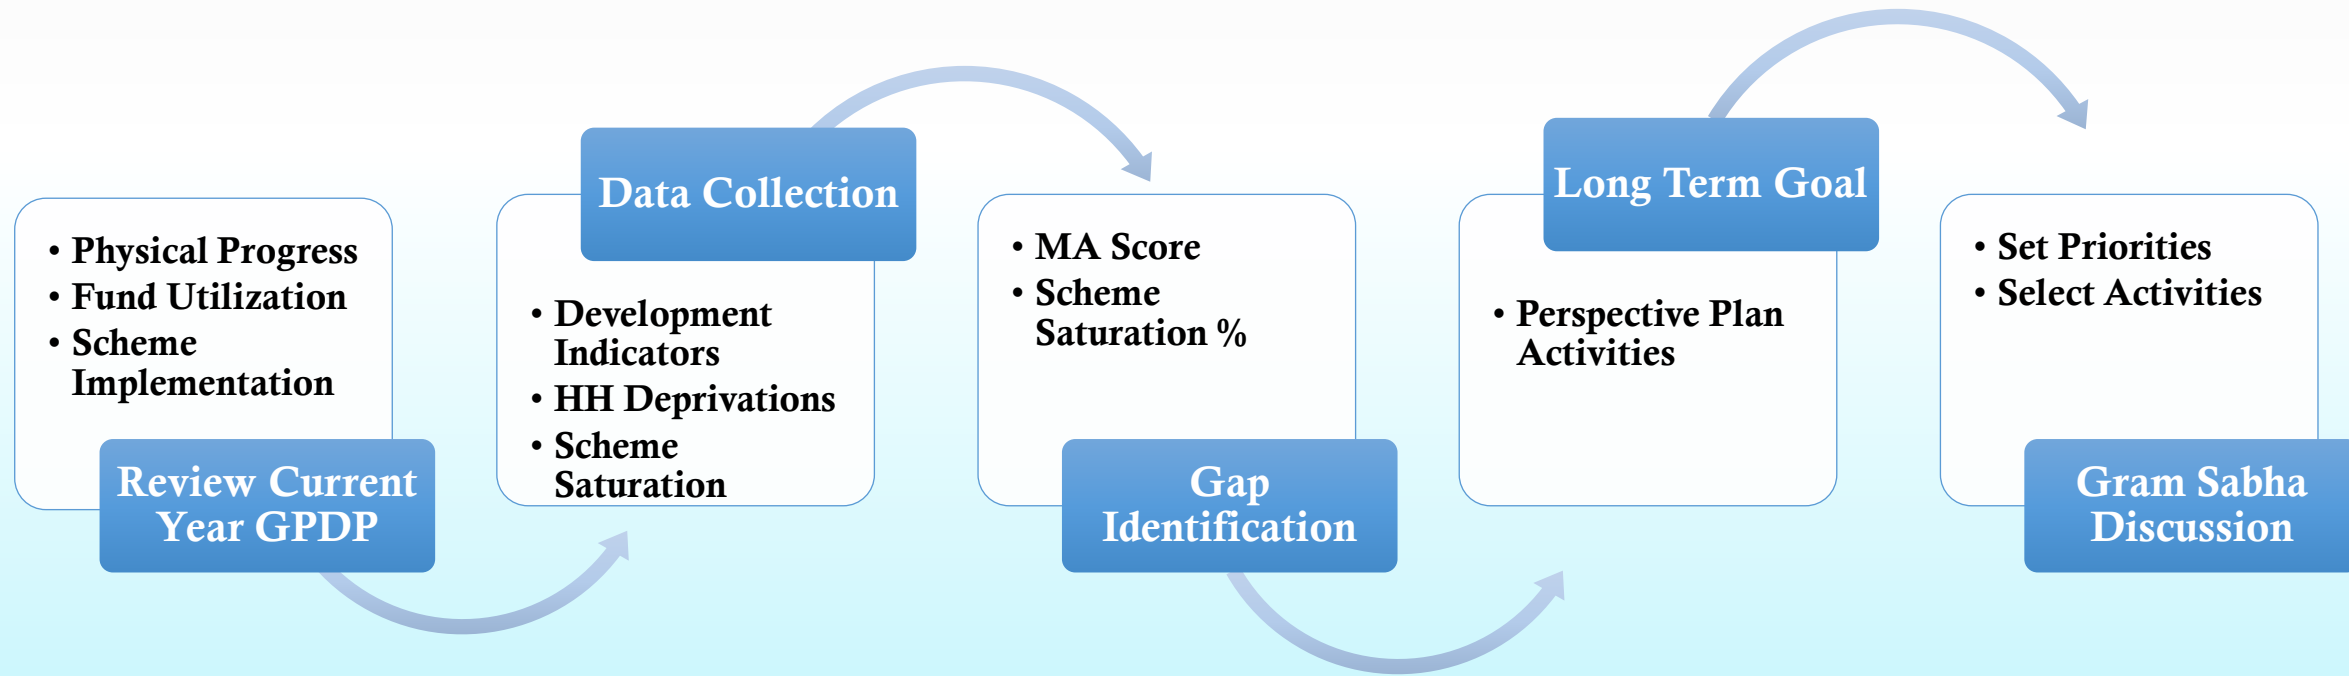 • Physical Progress
• Fund Utilization
• Scheme
Implementation
Review Current
Year GPDP
Data Collection
• Development
Indicators
• HH Deprivations
• Scheme
Saturation
• MA Score
• Scheme
Saturation %
Gap
Identification
Long Term Goal
• Perspective Plan
Activities
• Set Priorities
• Select Activities
Gram Sabha
Discussion